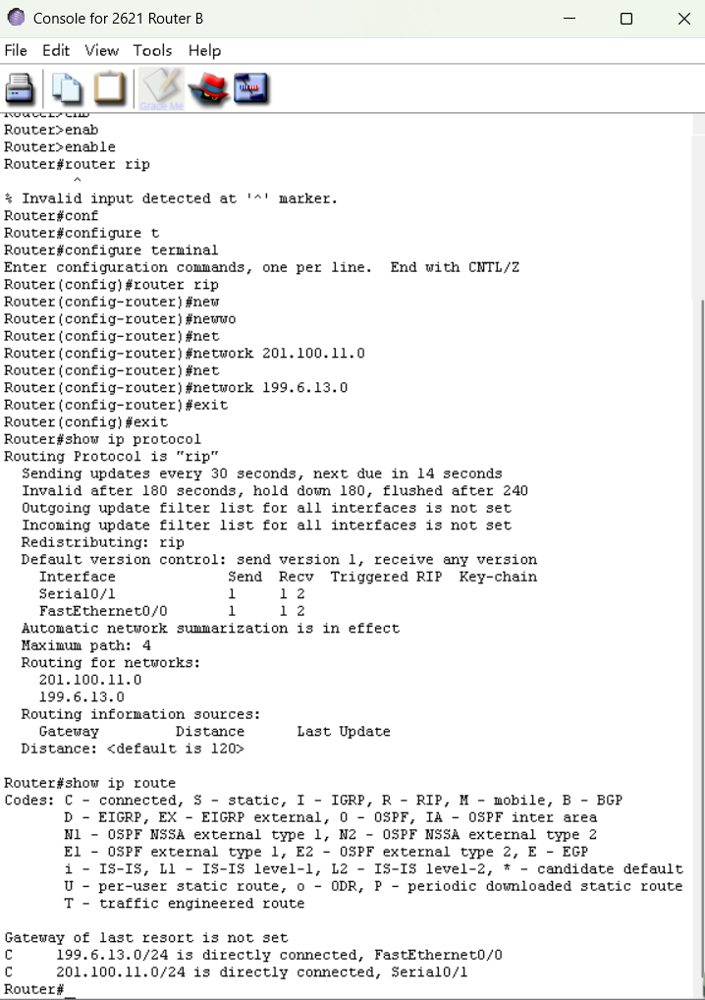 Console for 2621 Router B
File Edit View Tools Help
Grade Me
Router>enab
Router>enable
Router#router rip
^
% Invalid input detected at '^' marker.
Router#conf
Router#configure t
Router#configure terminal
Enter configuration commands, one per line.  End with CNTL/Z
Router(config)#router rip
Router(config-router)#new
Router(config-router)#newwo
Router(config-router)#net
Router(config-router)#network 201.100.11.0
Router(config-router)#net
Router(config-router)#network 199.6.13.0
Router(config-router)#exit
Router(config)#exit
Router#show ip protocol
Routing Protocol is "rip"
  Sending updates every 30 seconds, next due in 14 seconds
  Invalid after 180 seconds, hold down 180, flushed after 240
  Outgoing update filter list for all interfaces is not set
  Incoming update filter list for all interfaces is not set
  Redistributing: rip
  Default version control: send version 1, receive any version
    Interface             Send  Recv  Triggered RIP  Key-chain
    Serial0/1             1     1 2
    FastEthernet0/0       1     1 2
  Automatic network summarization is in effect
  Maximum path: 4
  Routing for networks:
    201.100.11.0
    199.6.13.0
  Routing information sources:
    Gateway         Distance      Last Update
  Distance: <default is 120>
Router#show ip route
Codes: C - connected, S - static, I - IGRP, R - RIP, M - mobile, B - BGP
       D - EIGRP, EX - EIGRP external, O - OSPF, IA - OSPF inter area
       N1 - OSPF NSSA external type 1, N2 - OSPF NSSA external type 2
       E1 - OSPF external type 1, E2 - OSPF external type 2, E - EGP
       i - IS-IS, L1 - IS-IS level-1, L2 - IS-IS level-2, * - candidate default
       U - per-user static route, o - ODR, P - periodic downloaded static route
       T - traffic engineered route
Gateway of last resort is not set
C     199.6.13.0/24 is directly connected, FastEthernet0/0
C     201.100.11.0/24 is directly connected, Serial0/1
Router#_